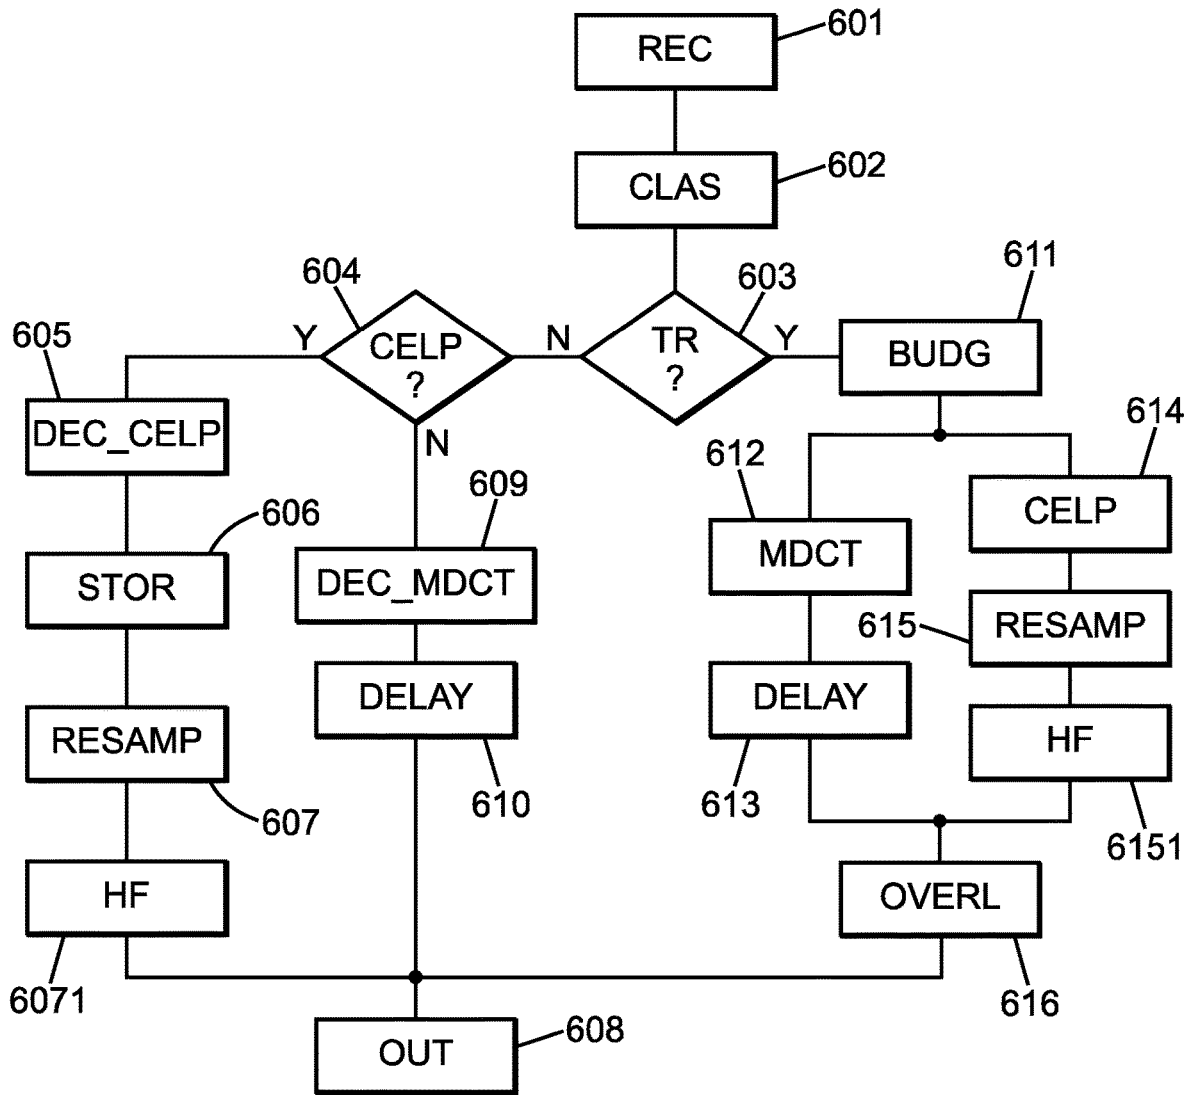 REC
601
CLAS
602
604
603
611
605
Y
CELP
?
N
TR
?
Y
BUDG
DEC_CELP
N
612
614
606
609
CELP
STOR
DEC_MDCT
MDCT
615
RESAMP
RESAMP
DELAY
DELAY
HF
607
610
613
6151
HF
OVERL
6071
616
OUT
608